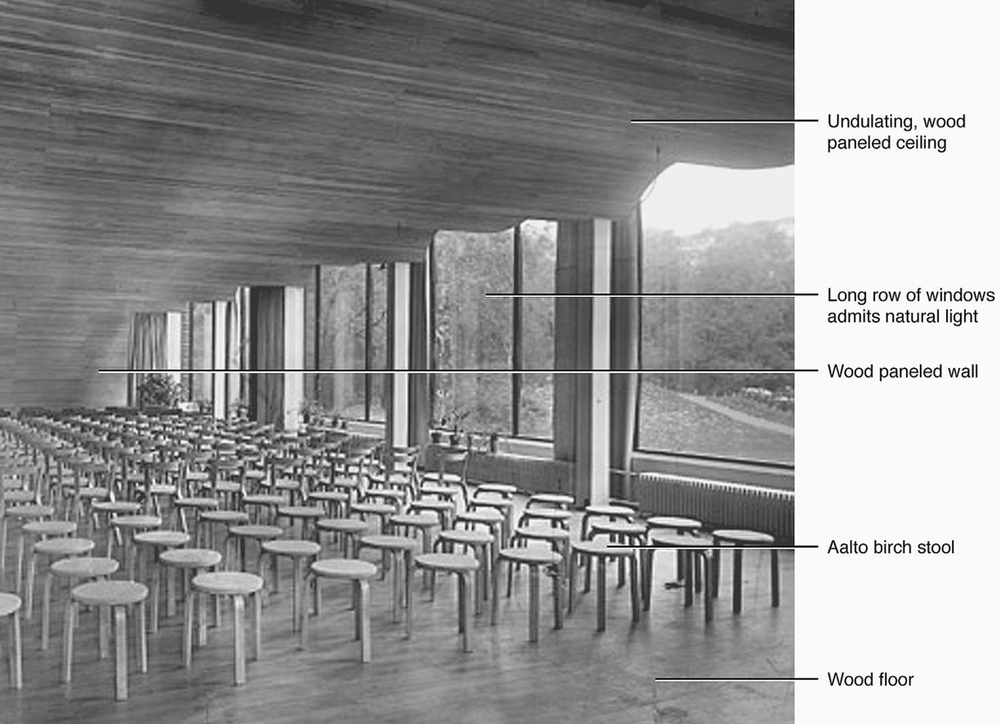 Undulating, wood
paneled ceiling
Long row of windows
admits natural light
Wood paneled wall
Aalto birch stool
Wood floor